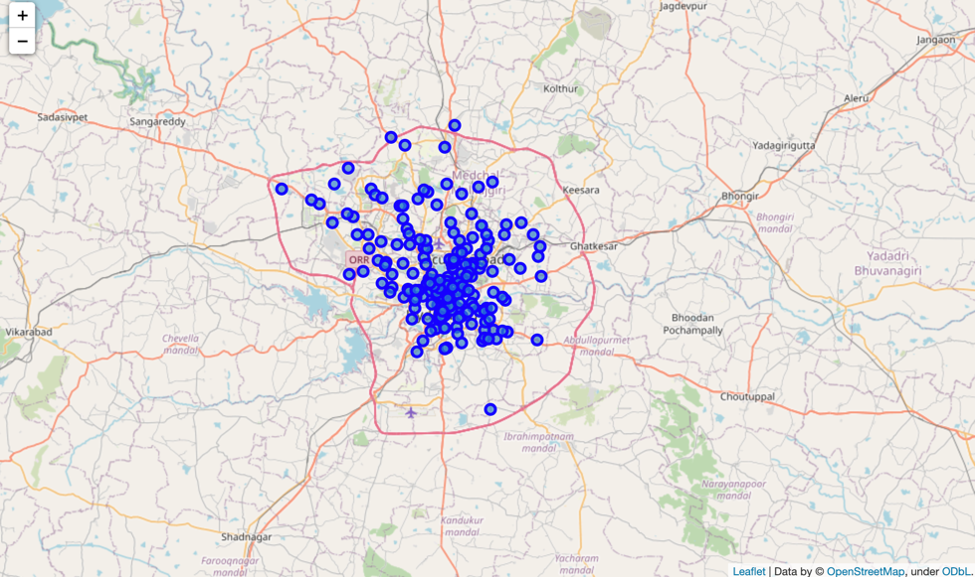 +
−
Jagdevpur
Jangaon
Kolthur
Aleru
Sadasivpet
Sangareddy
Yadagirigutta
Medchal
Keesara
Bhongir
Bhongiri
mandal
Ghatkesar
ORR
Yadadri
Bhuvanagiri
Bhoodan
Pochampally
Vikarabad
Chevella
mandal
Abdullapurmet
mandal
Choutuppal
Ibrahimpatnam
mandal
Narayanapoor
mandal
Kandukur
mandal
Shadnagar
Farooqnagar
mandal
Yacharam
mandal
Leaflet | Data by © OpenStreetMap, under ODbL.